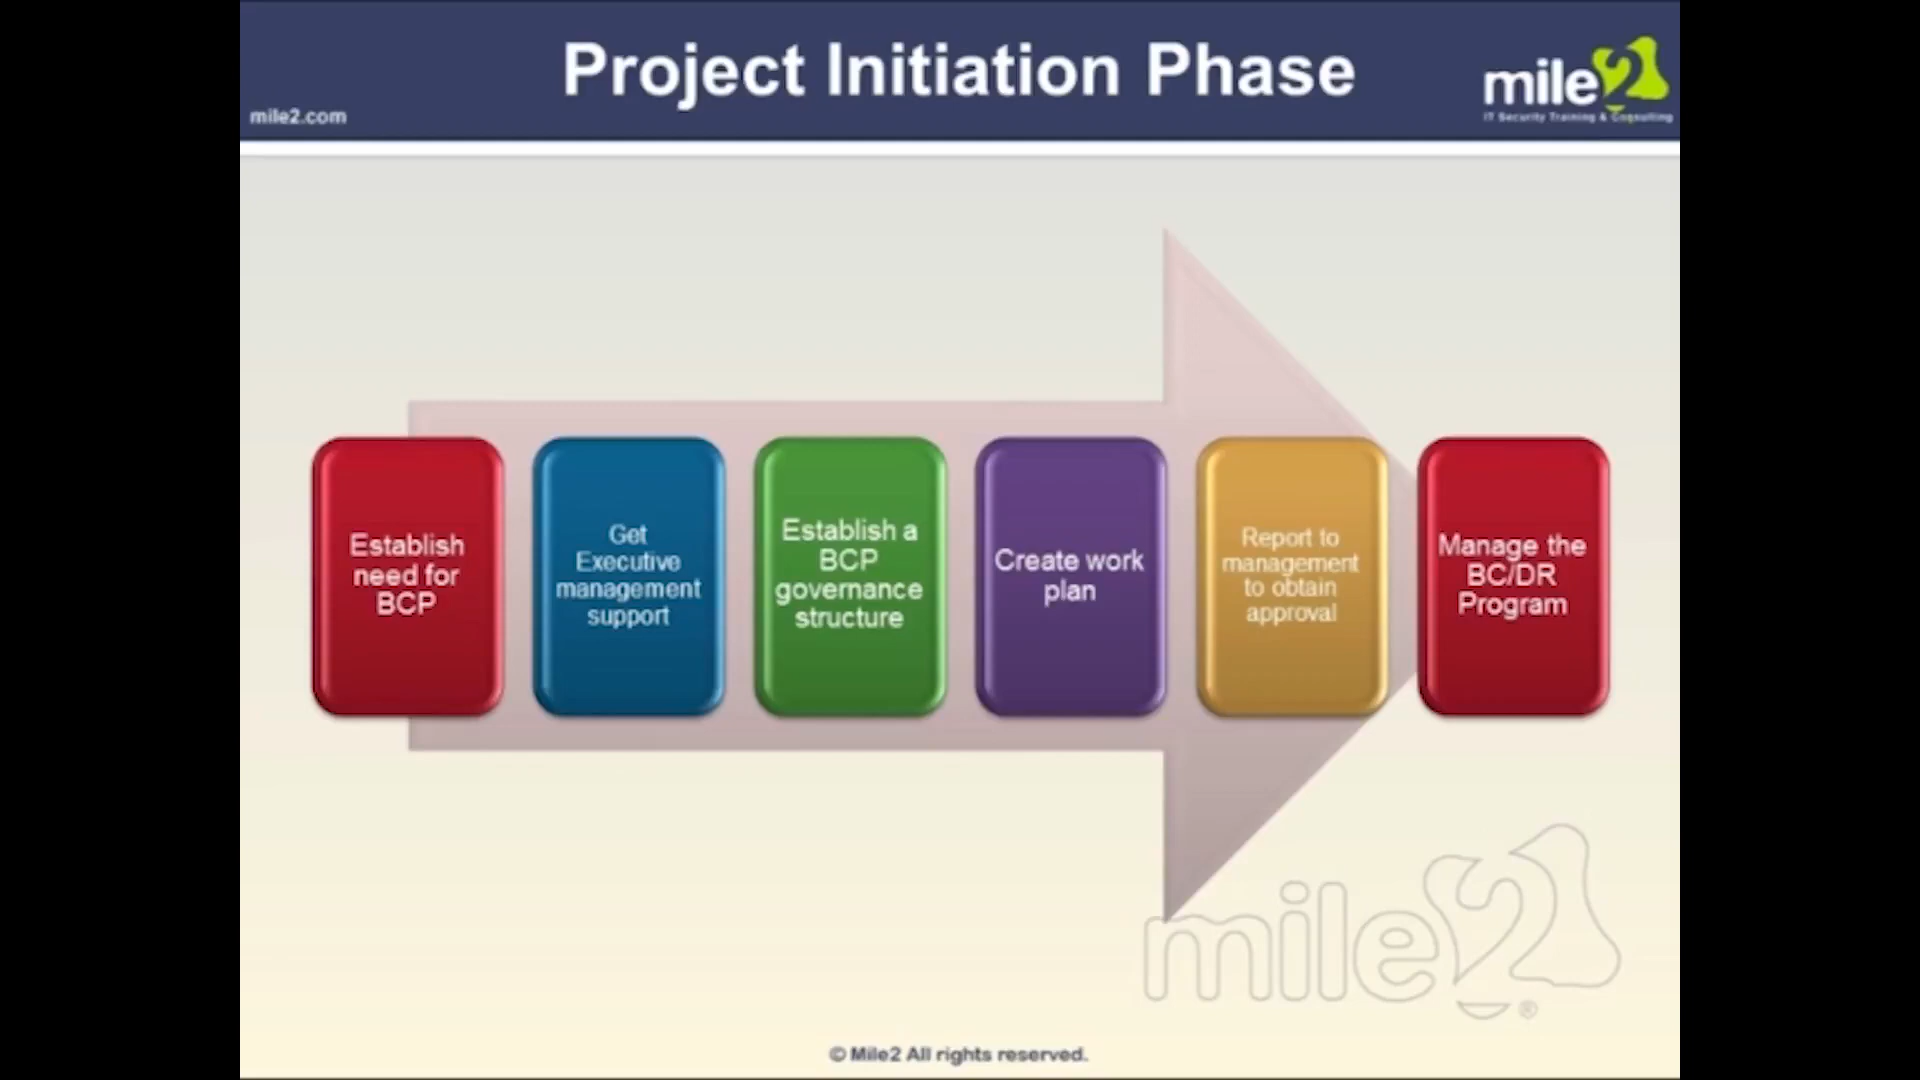 Project Initiation Phase
mile2.com
mile2
IT Security Training & Consulting
Establish
need for
BCP
Get
Executive
management
support
Establish a
BCP
governance
structure
Create work
plan
Report to
management
to obtain
approval
Manage the
BC/DR
Program
mile2®
© Mile2 All rights reserved.